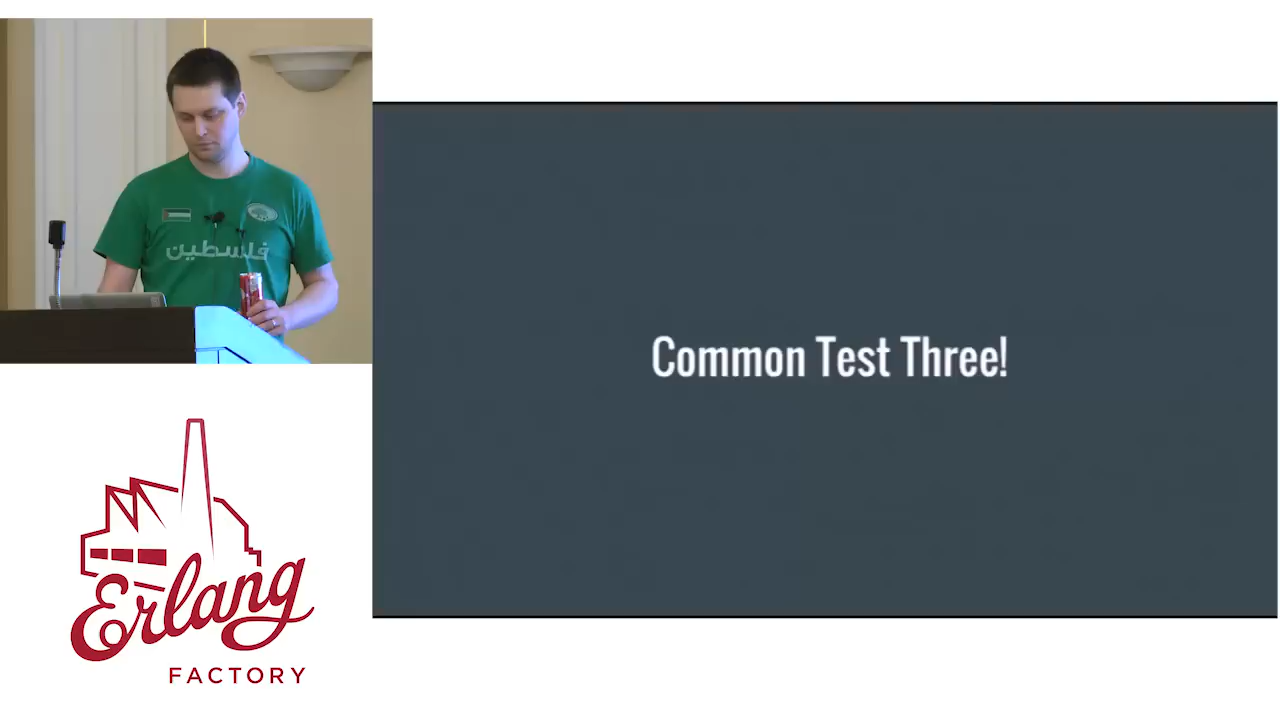 فلسطين
Common Test Three!
Erlang
FACTORY